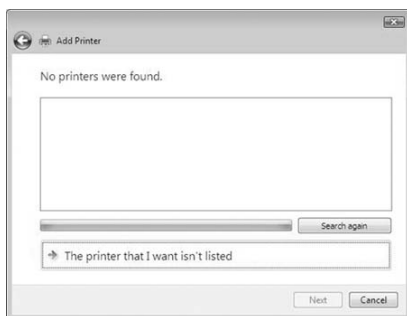 Add Printer
No printers were found.
Search again
The printer that I want isn't listed
Next
Cancel